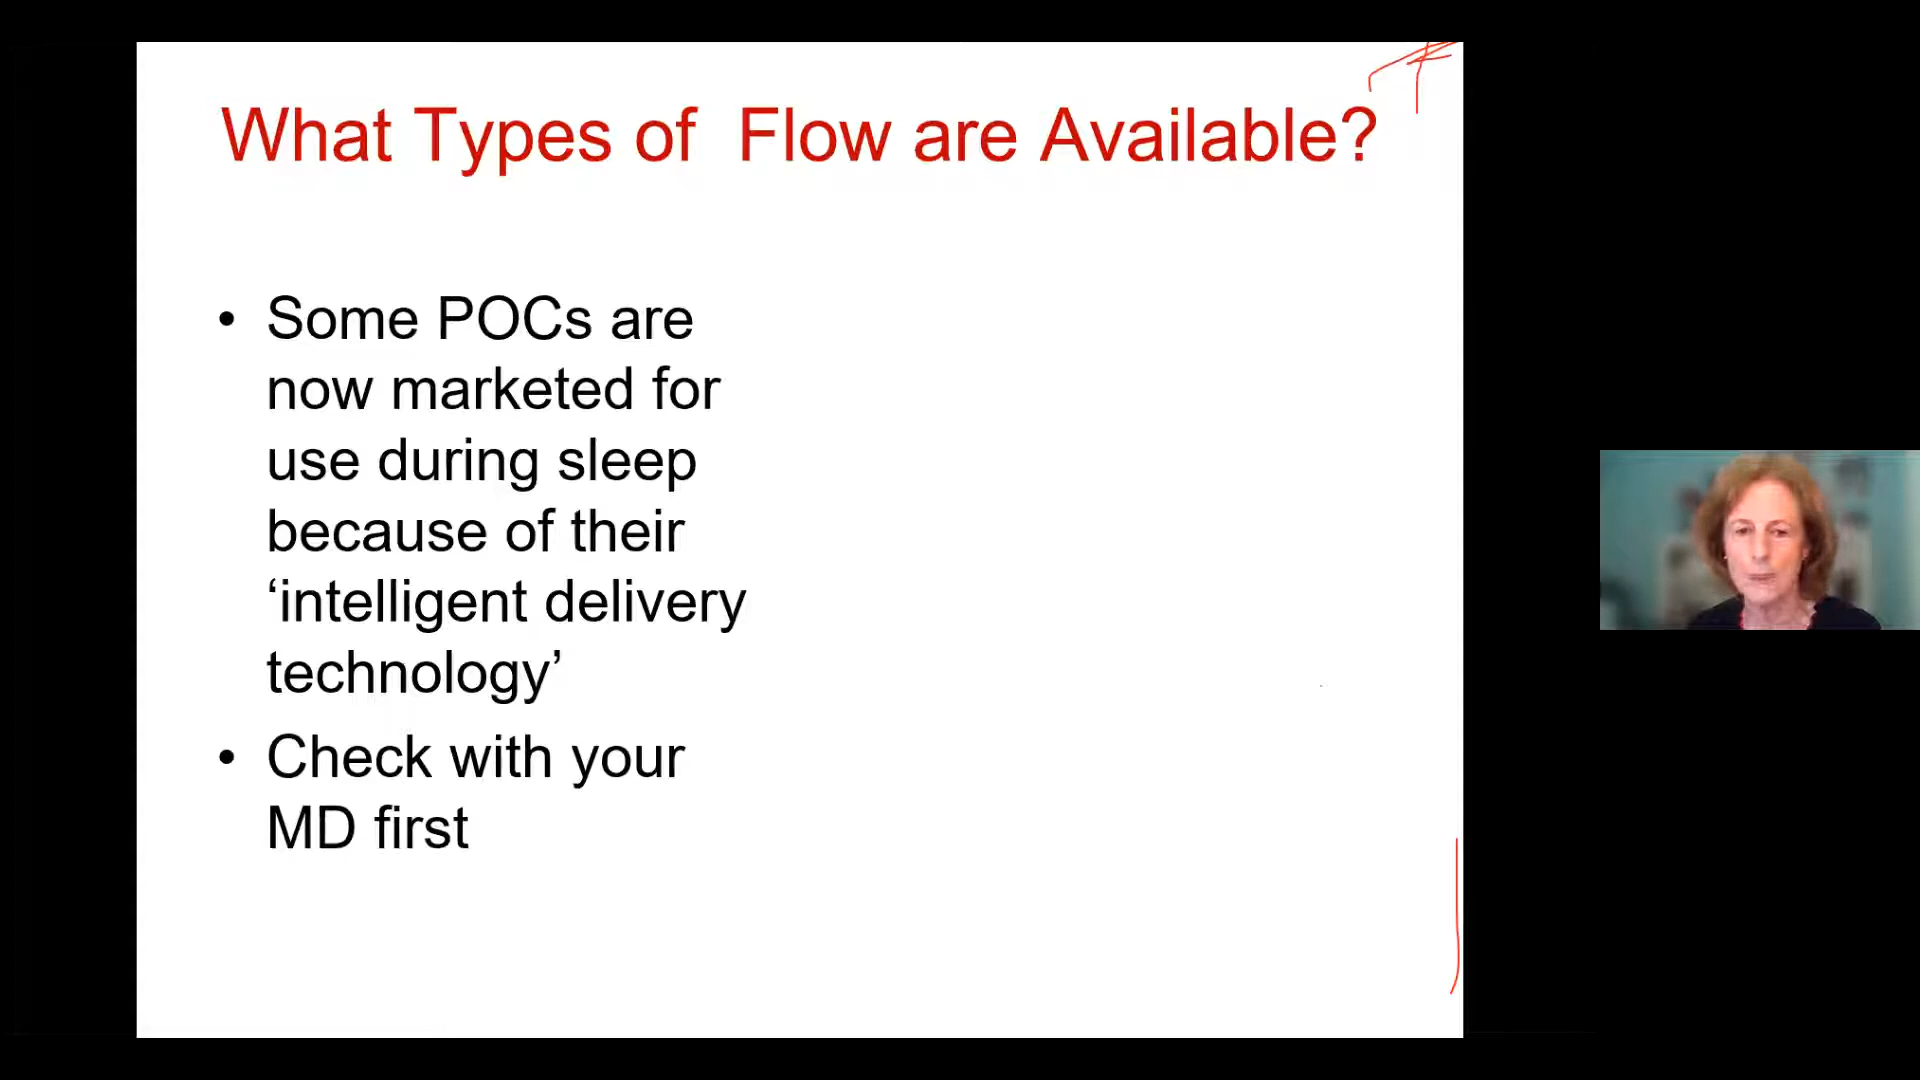 What Types of  Flow are Available?
• Some POCs are
now marketed for
use during sleep
because of their
‘intelligent delivery
technology’
• Check with your
MD first